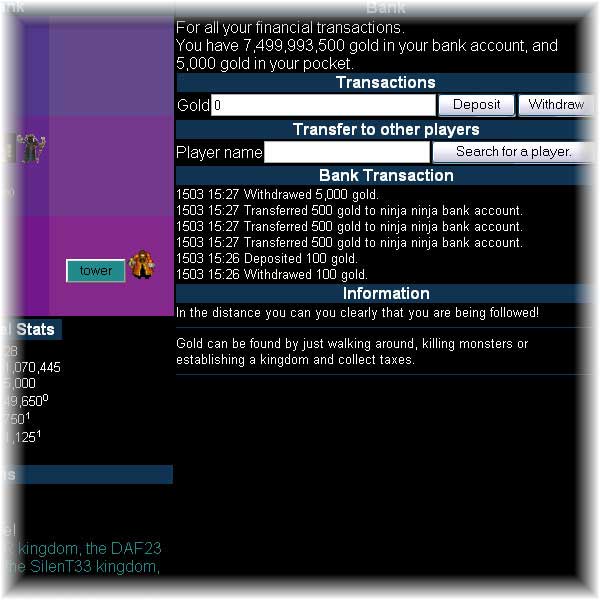 Bank
For all your financial transactions.
You have 7,499,993,500 gold in your bank account, and
5,000 gold in your pocket.
Transactions
Gold 0 Deposit Withdraw
Transfer to other players
Player name Search for a player.
Bank Transaction
1503 15:27 Withdrawed 5,000 gold.
1503 15:27 Transferred 500 gold to ninja ninja bank account.
1503 15:27 Transferred 500 gold to ninja ninja bank account.
1503 15:27 Transferred 500 gold to ninja ninja bank account.
1503 15:26 Deposited 100 gold.
1503 15:26 Withdrawed 100 gold.
Information
In the distance you can you clearly that you are being followed!
Gold can be found by just walking around, killing monsters or
establishing a kingdom and collect taxes.
tower
al Stats
28
1,070,445
5,000
49,650⁰
750¹
1,125¹
kingdom, the DAF23
the SilenT33 kingdom,